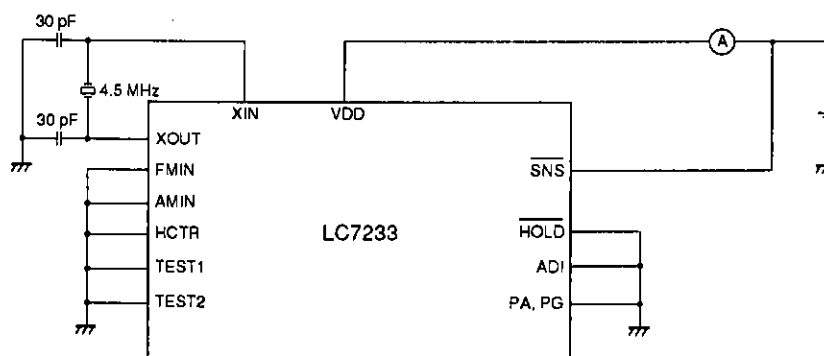 30 pF
A
4.5 MHz
XIN
VDD
30 pF
XOUT
FMIN
SNS
AMIN
HCTR
LC7233
HOLD
TEST1
ADI
TEST2
PA, PG